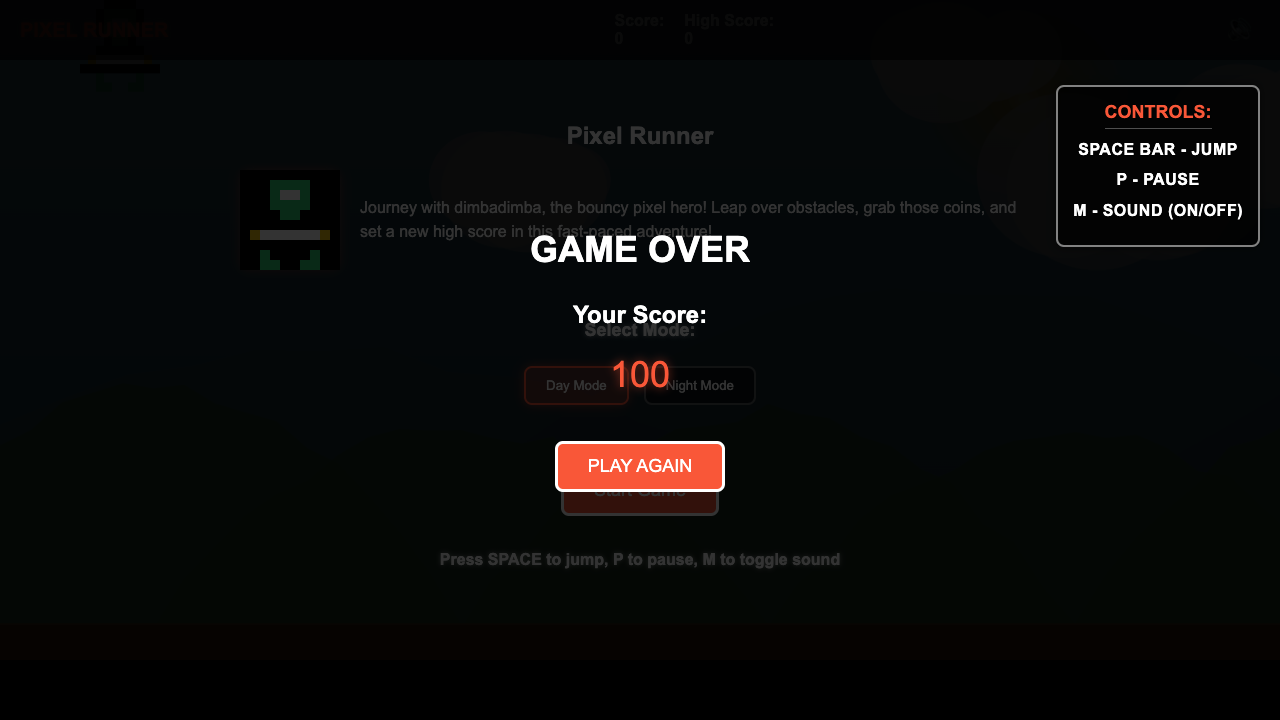 PIXEL RUNNER
Score:
0
High Score:
0
CONTROLS:
SPACE BAR - JUMP
P - PAUSE
M - SOUND (ON/OFF)
Pixel Runner
Journey with dimbadimba, the bouncy pixel hero! Leap over obstacles, grab those coins, and
set a new high score in this fast-paced adventure!
GAME OVER
Your Score:
Select Mode:
100
Day Mode
Night Mode
PLAY AGAIN
Start Game
Press SPACE to jump, P to pause, M to toggle sound